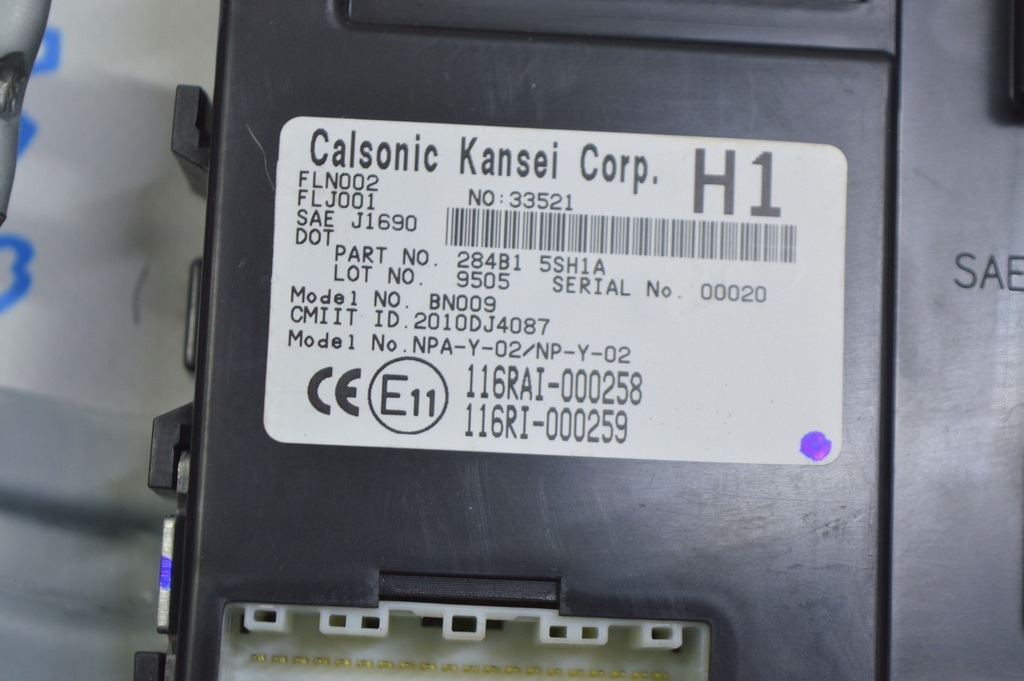 Calsonic Kansei Corp. H1
FLN002
FLJ001 NO:33521
SAE J1690
DOT
PART NO. 284B1 5SH1A
LOT NO. 9505 SERIAL No. 00020
Model NO. BN009
CMIIT ID.2010DJ4087
Model No.NPA-Y-02/NP-Y-02
CE E11 116RAI-000258
116RI-000259
SAE